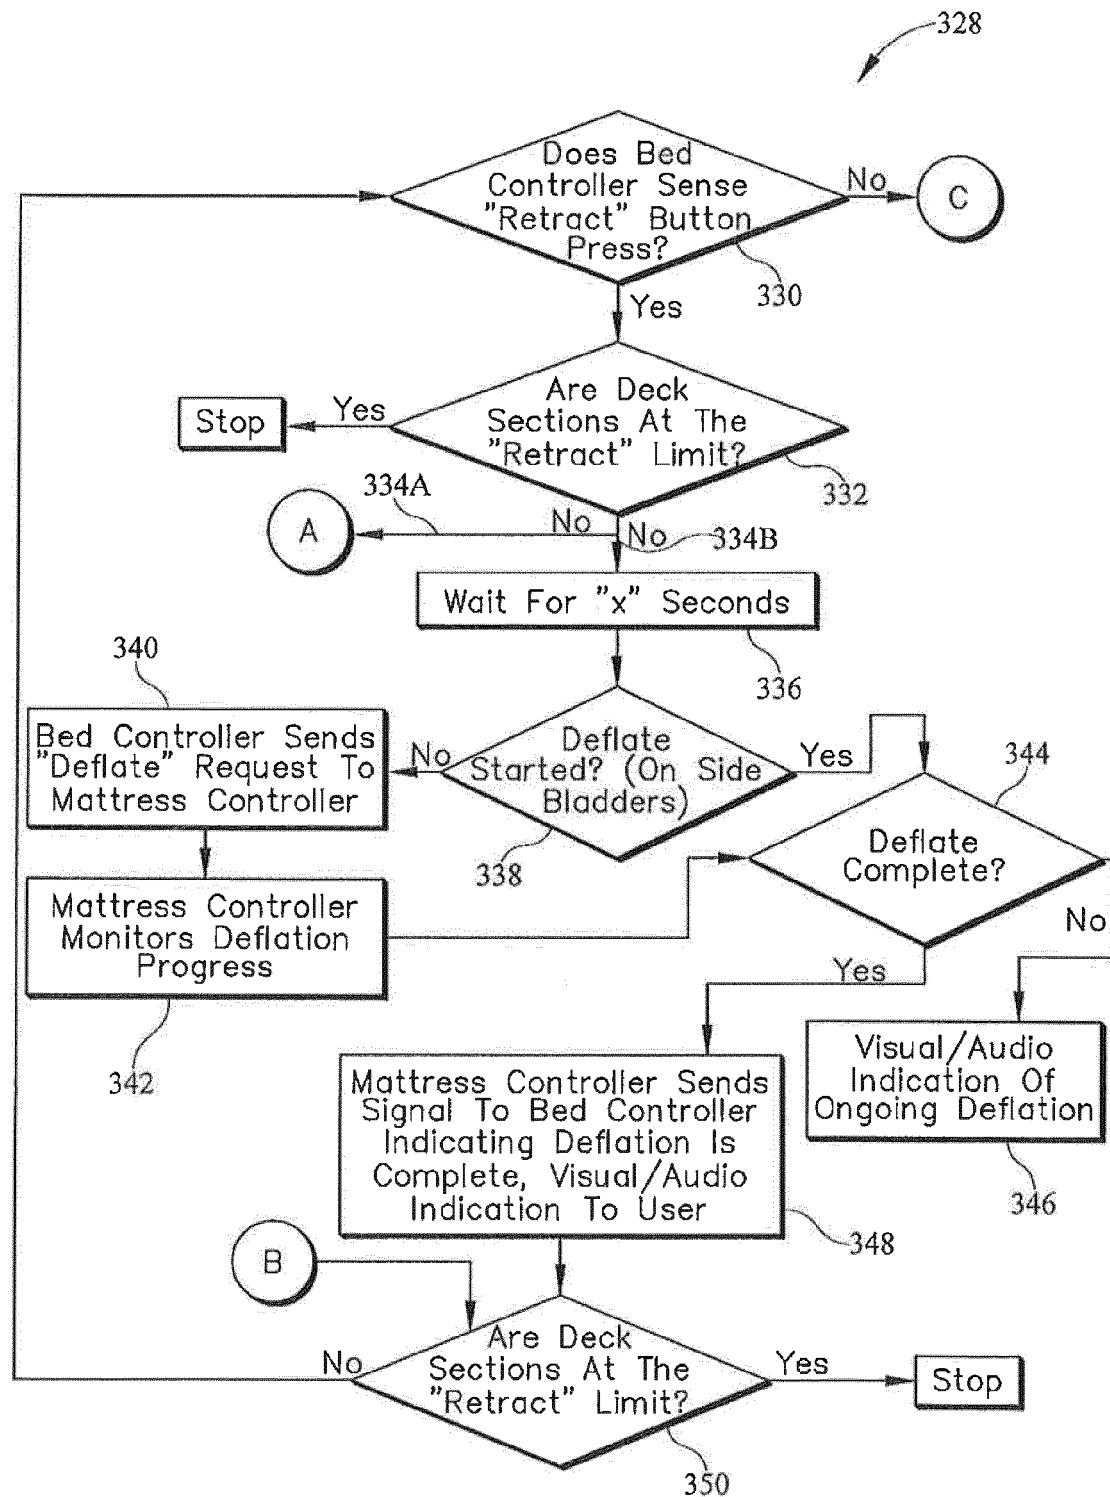 328
Does Bed
Controller Sense
"Retract" Button
Press?
No
C
330
Yes
Are Deck
Sections At The
"Retract" Limit?
Yes
Stop
332
334A
A
No
No
334B
Wait For "x" Seconds
336
340
Bed Controller Sends
"Deflate" Request To
Mattress Controller
No
Deflate
Started? (On Side
Bladders)
Yes
338
344
Deflate
Complete?
No
Yes
Mattress Controller
Monitors Deflation
Progress
342
Visual/Audio
Indication Of
Ongoing Deflation
346
Mattress Controller Sends
Signal To Bed Controller
Indicating Deflation Is
Complete, Visual/Audio
Indication To User
348
B
Are Deck
Sections At The
"Retract" Limit?
No
Yes
Stop
350